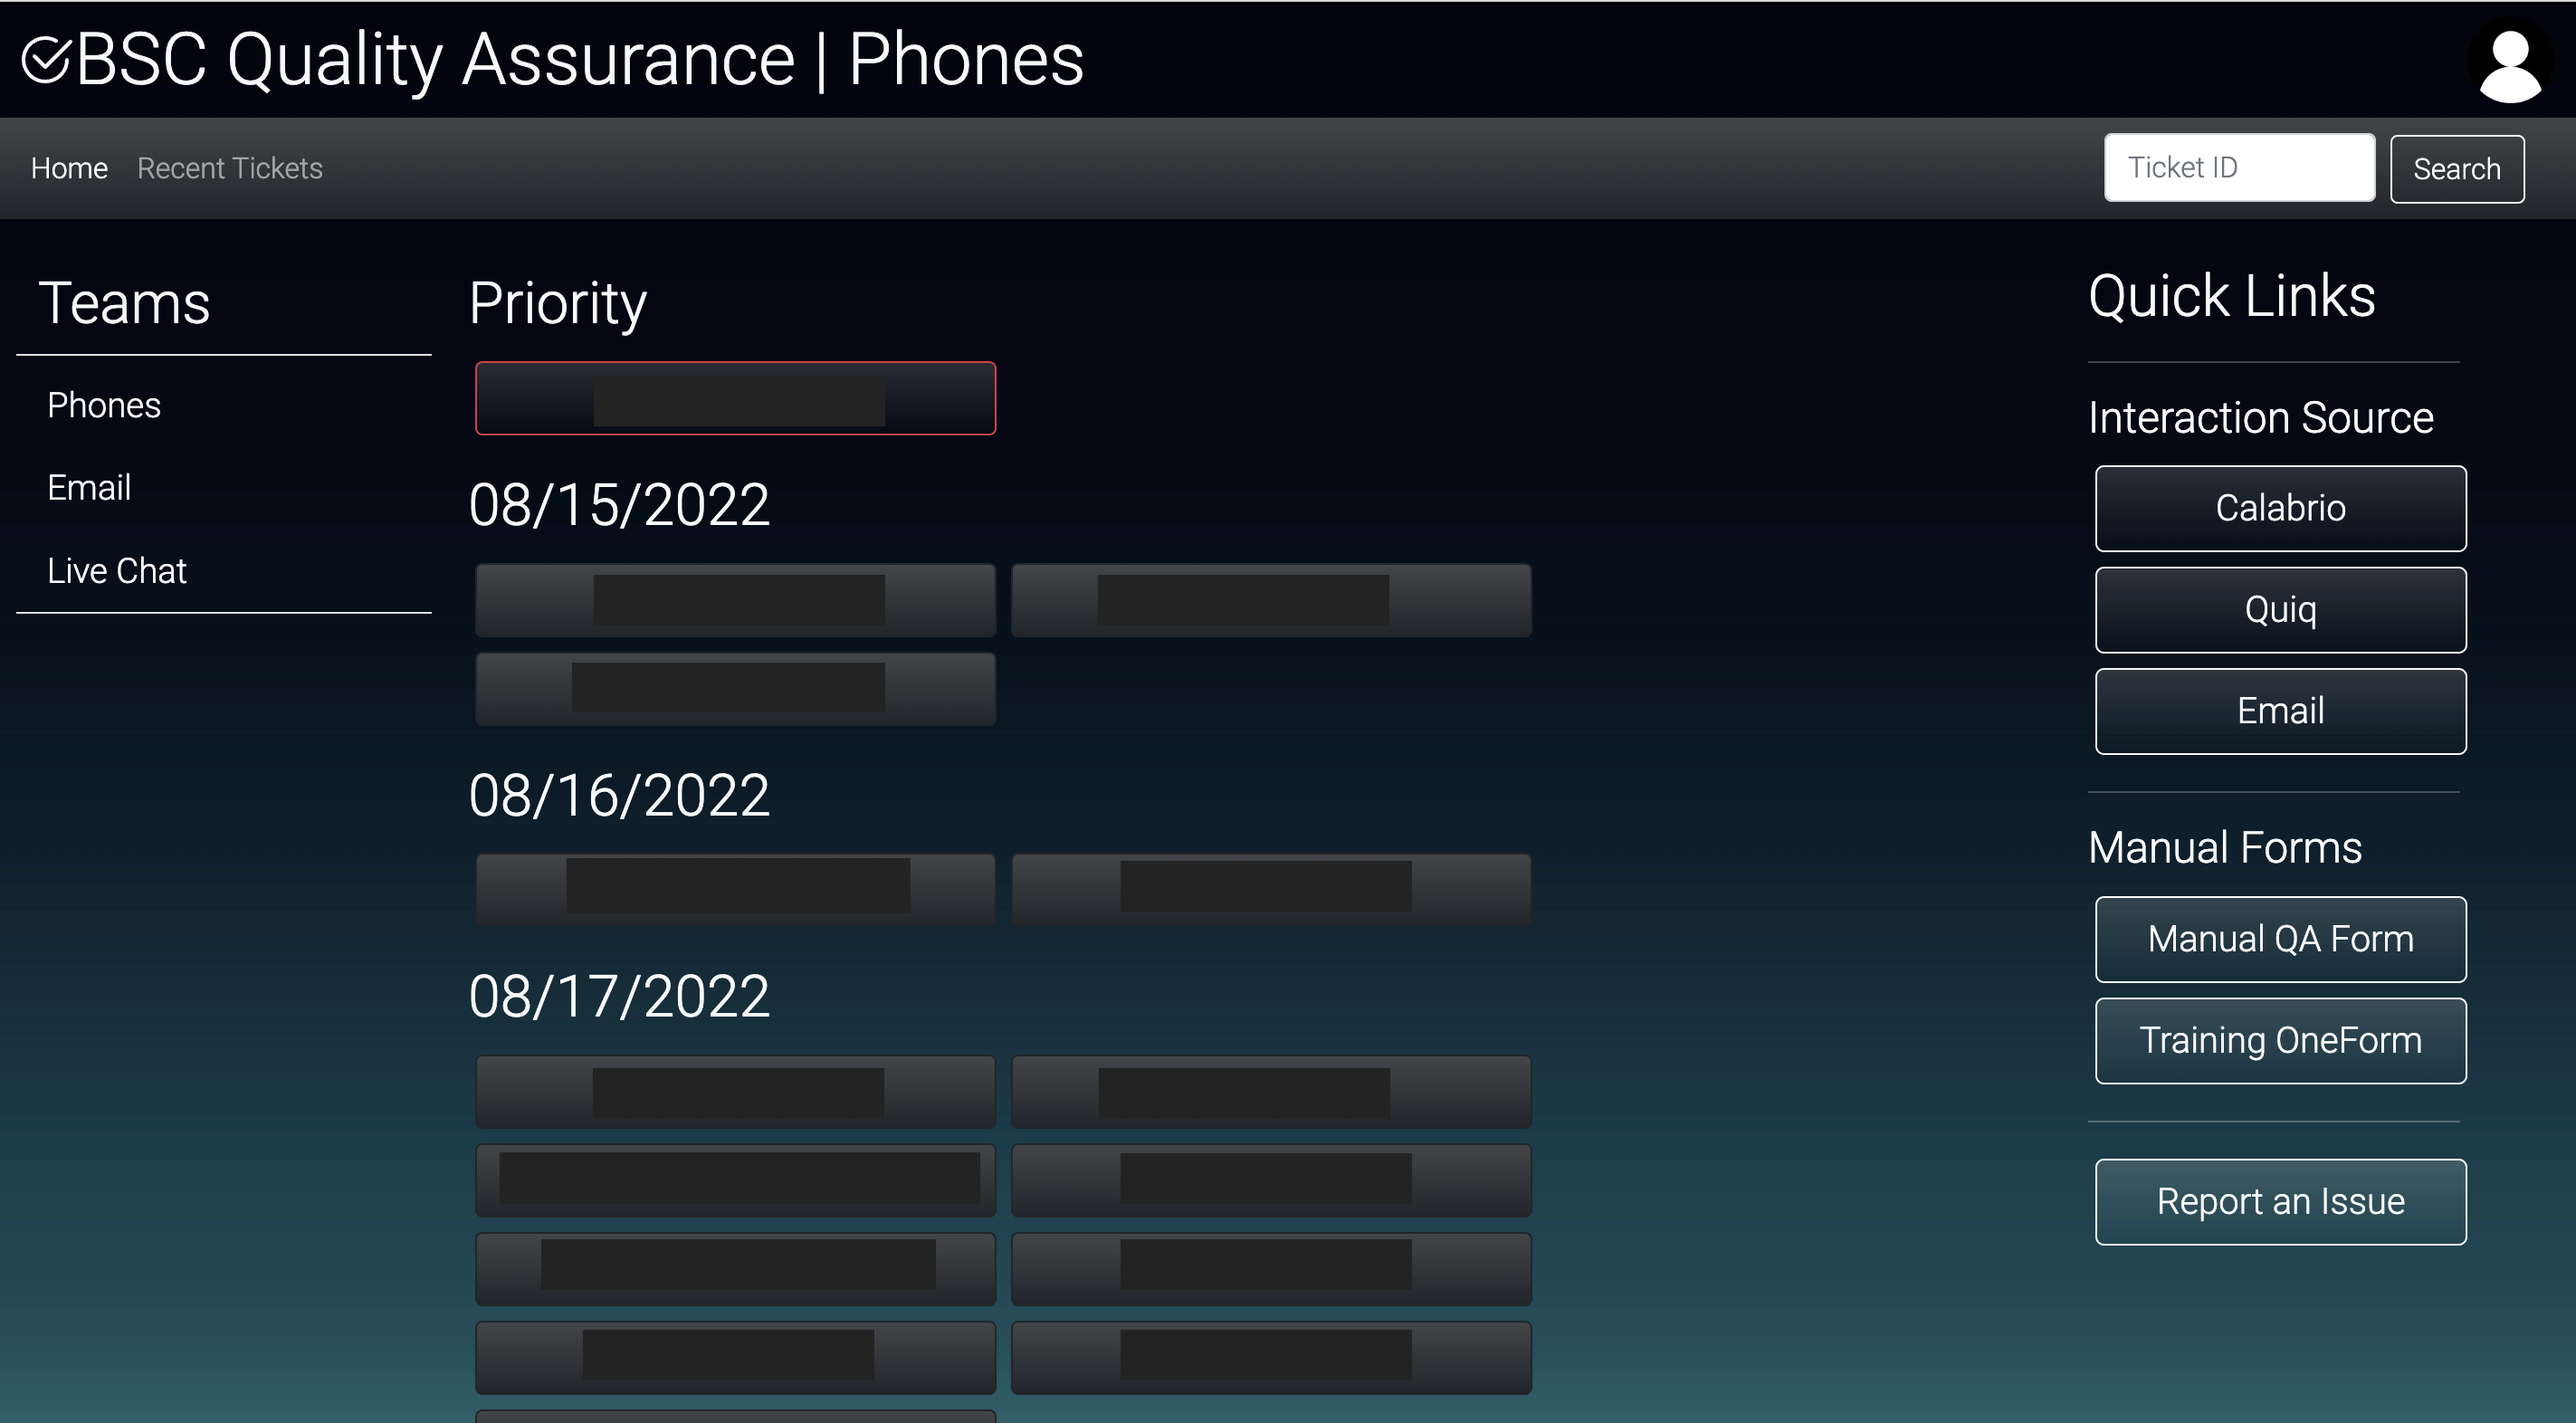 BSC Quality Assurance | Phones
Home Recent Tickets
Ticket ID Search
Teams
Phones
Email
Live Chat
Priority
08/15/2022
08/16/2022
08/17/2022
Quick Links
Interaction Source
Calabrio
Quiq
Email
Manual Forms
Manual QA Form
Training OneForm
Report an Issue